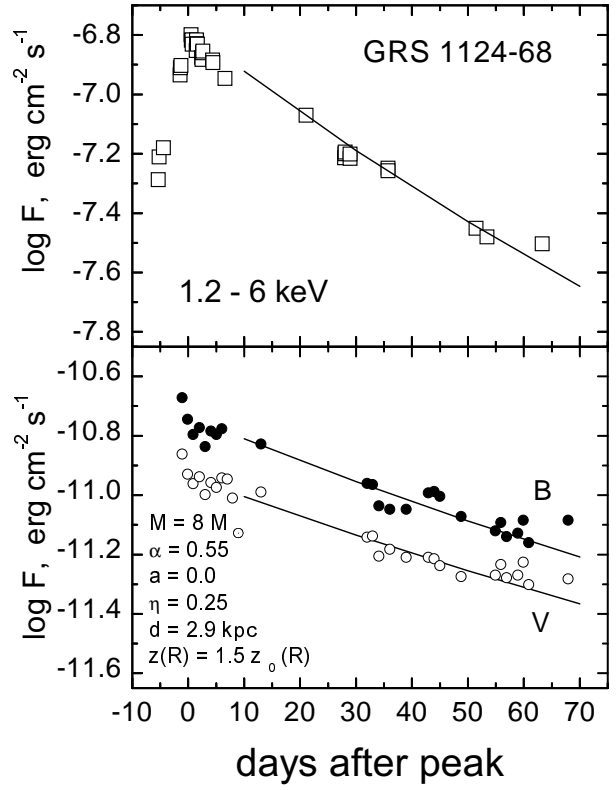 GRS 1124-68
log F, erg cm⁻² s⁻¹
-6.8
-7.0
-7.2
-7.4
-7.6
-7.8
1.2 - 6 keV
log F, erg cm⁻² s⁻¹
-10.6
-10.8
-11.0
-11.2
-11.4
-11.6
B
V
M = 8 M
α = 0.55
a = 0.0
η = 0.25
d = 2.9 kpc
z(R) = 1.5 z₀(R)
-10 0 10 20 30 40 50 60 70
days after peak